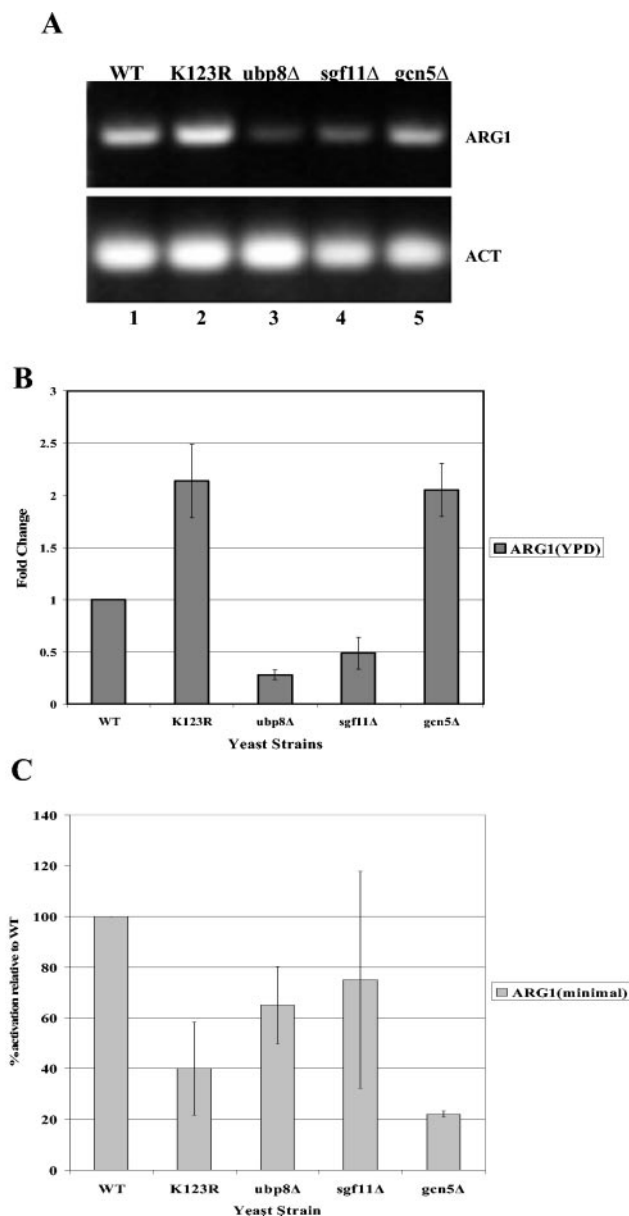 A
WT K123R ubp8Δ sgf11Δ gcn5Δ
ARG1
ACT
1 2 3 4 5
B
3
2.5
2
1.5
1
0.5
0
Fold Change
WT K123R ubp8Δ sgf11Δ gcn5Δ
Yeast Strains
ARG1(YPD)
C
140
120
100
80
60
40
20
0
%activation relative to WT
WT K123R ubp8Δ sgf11Δ gcn5Δ
Yeast Strain
ARG1(minimal)